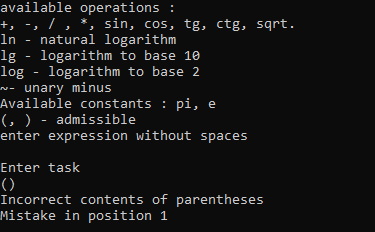 available operations :
+, -, / , *, sin, cos, tg, ctg, sqrt.
ln - natural logarithm
lg - logarithm to base 10
log - logarithm to base 2
~- unary minus
Available constants : pi, e
(, ) - admissible
enter expression without spaces
Enter task
()
Incorrect contents of parentheses
Mistake in position 1